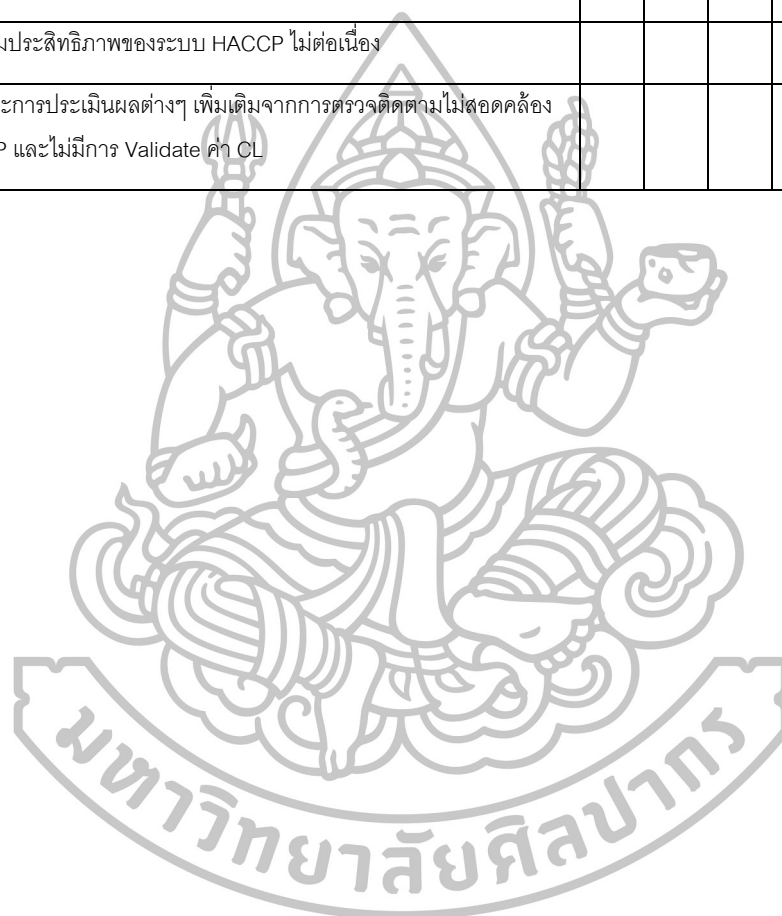 มประสิทธิภาพของระบบ HACCP ไม่ต่อเนื่อง
ะการประเมินผลต่างๆ เพิ่มเติมจากการตรวจติดตามไม่สอดคล้อง
P และไม่มีการ Validate ค่า CL
มหาวิทยาลัยศิลปากร